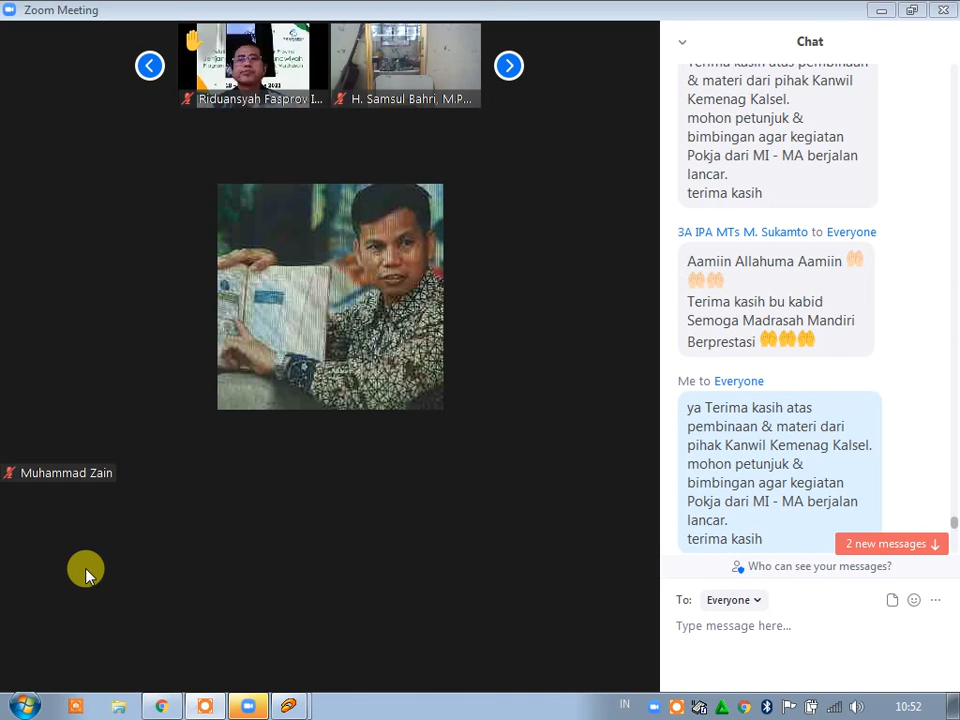 Zoom Meeting
Riduansyah Fasprov I...
H. Samsul Bahri, M.P...
Muhammad Zain
Chat
Terima kasih atas pembinaan
& materi dari pihak Kanwil
Kemenag Kalsel.
mohon petunjuk &
bimbingan agar kegiatan
Pokja dari MI - MA berjalan
lancar.
terima kasih
3A IPA MTs M. Sukamto to Everyone
Aamiin Allahuma Aamiin 🤲🏻
🤲🏻🤲🏻
Terima kasih bu kabid
Semoga Madrasah Mandiri
Berprestasi 🤲🤲🤲
Me to Everyone
ya Terima kasih atas
pembinaan & materi dari
pihak Kanwil Kemenag Kalsel.
mohon petunjuk &
bimbingan agar kegiatan
Pokja dari MI - MA berjalan
lancar.
terima kasih
2 new messages ↓
Who can see your messages?
To: Everyone
Type message here...
IN
10:52